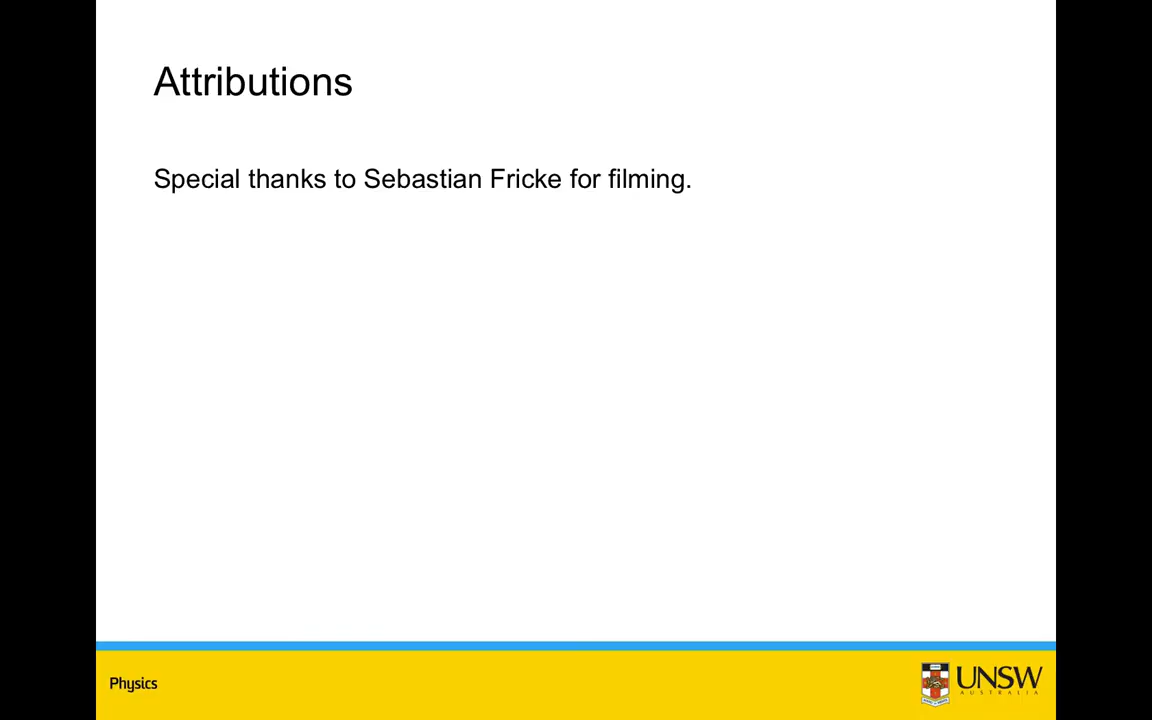 Attributions
Special thanks to Sebastian Fricke for filming.
Physics
UNSW
AUSTRALIA